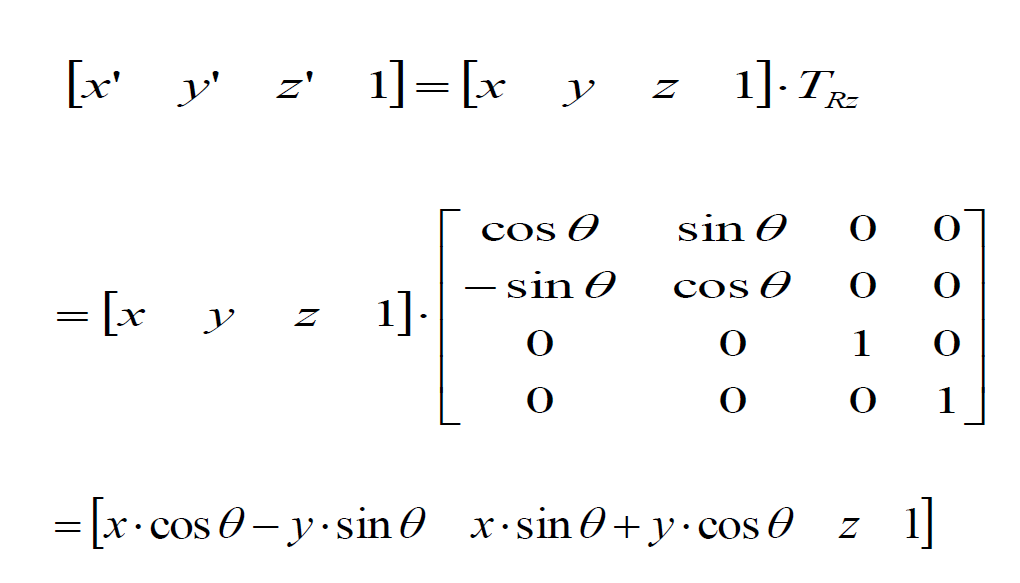 [x' y' z' 1] = [x y z 1] · T_Rz
= [x y z 1] · [
cos θ sin θ 0 0
− sin θ cos θ 0 0
0 0 1 0
0 0 0 1
]
= [x · cos θ − y · sin θ x · sin θ + y · cos θ z 1]